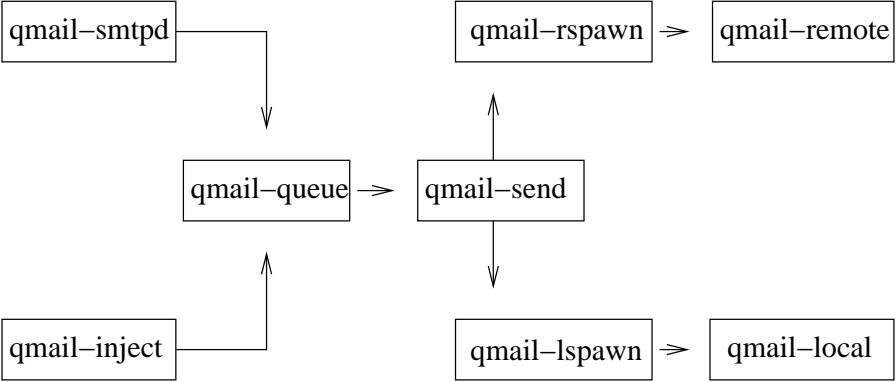 qmail−smtpd
qmail−rspawn
qmail−remote
qmail−queue
qmail−send
qmail−inject
qmail−lspawn
qmail−local